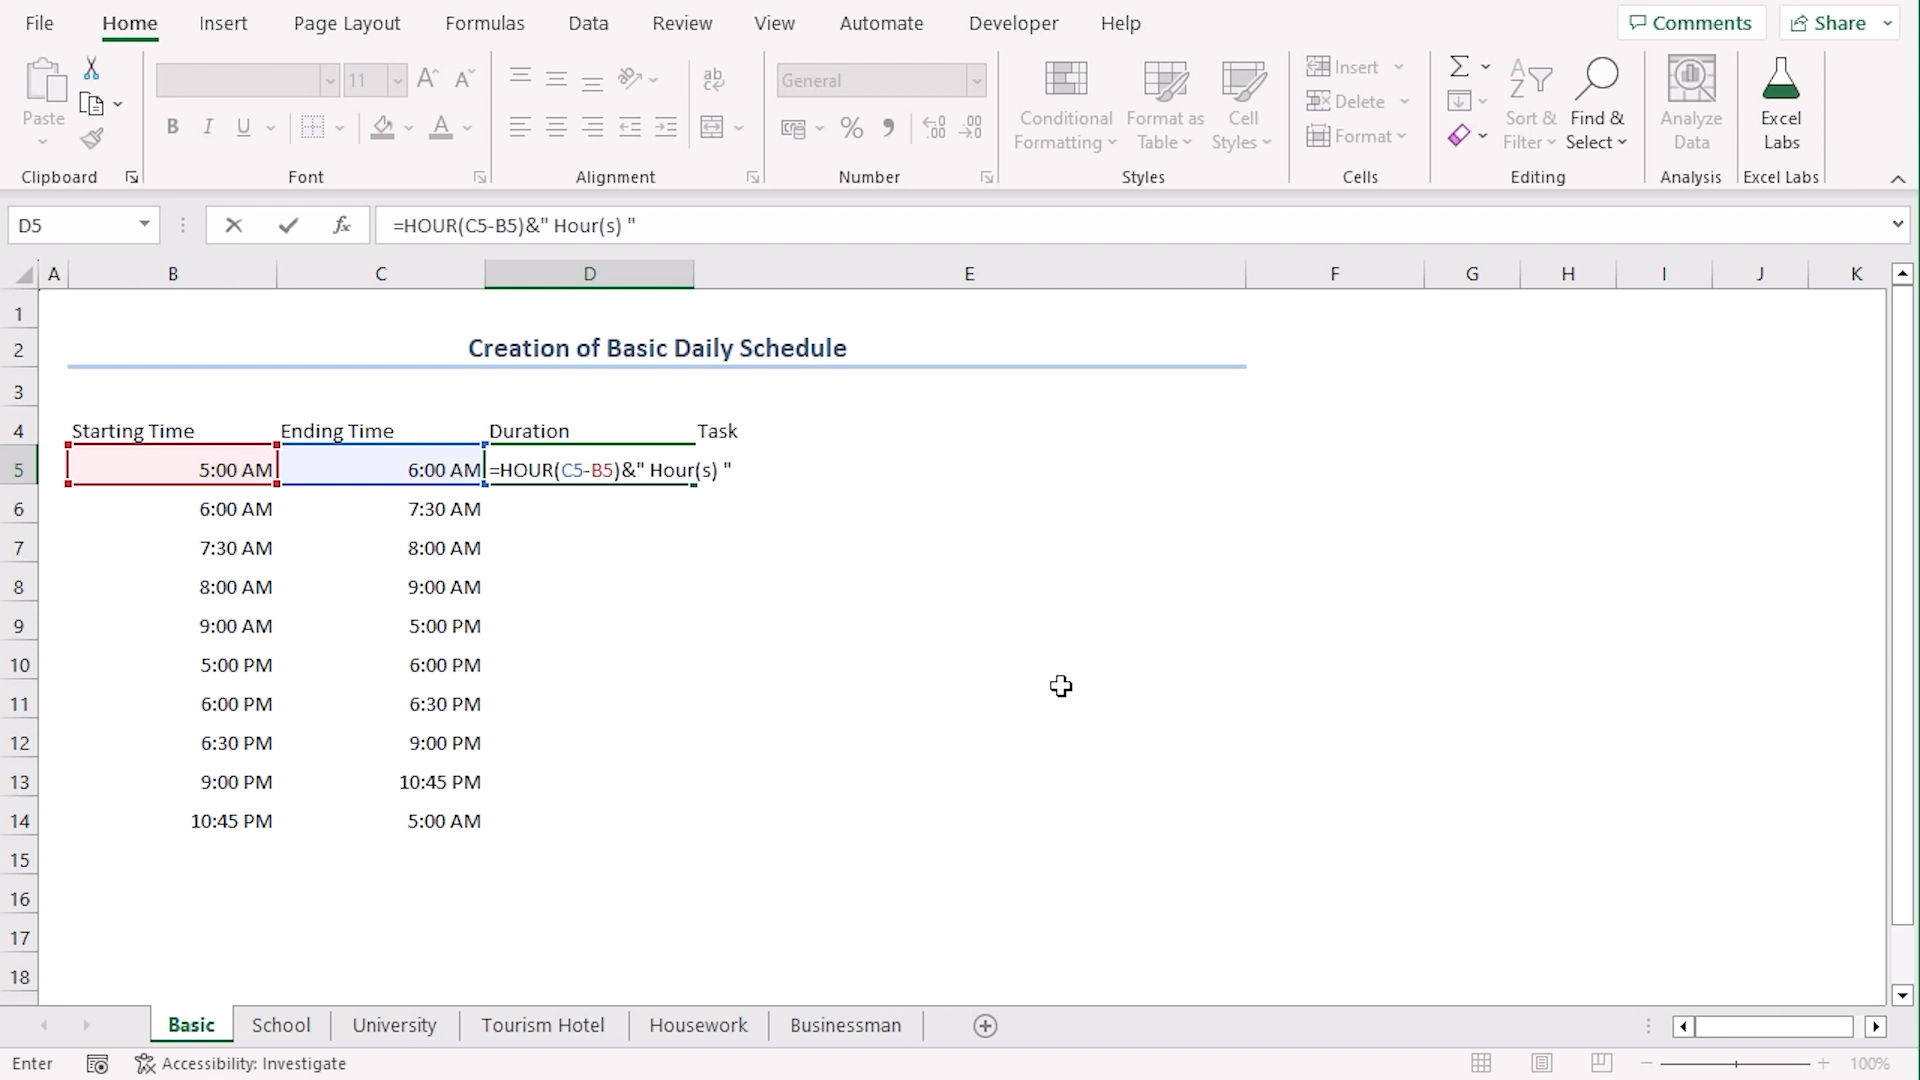 File Home Insert Page Layout Formulas Data Review View Automate Developer Help Comments Share
Paste 11 A A ab c General Conditional Formatting Format as Table Cell Styles Insert Delete Format Sort & Filter Find & Select Analyze Data Excel Labs
B I U A % 9 .00 .0
Clipboard Font Alignment Number Styles Cells Editing Analysis Excel Labs
D5 fx =HOUR(C5-B5)&" Hour(s) "
A B C D E F G H I J K
1
2 Creation of Basic Daily Schedule
3
4 Starting Time Ending Time Duration Task
5 5:00 AM 6:00 AM =HOUR(C5-B5)&" Hour(s) "
6 6:00 AM 7:30 AM
7 7:30 AM 8:00 AM
8 8:00 AM 9:00 AM
9 9:00 AM 5:00 PM
10 5:00 PM 6:00 PM
11 6:00 PM 6:30 PM
12 6:30 PM 9:00 PM
13 9:00 PM 10:45 PM
14 10:45 PM 5:00 AM
15
16
17
18
Basic School University Tourism Hotel Housework Businessman
Enter Accessibility: Investigate 100%